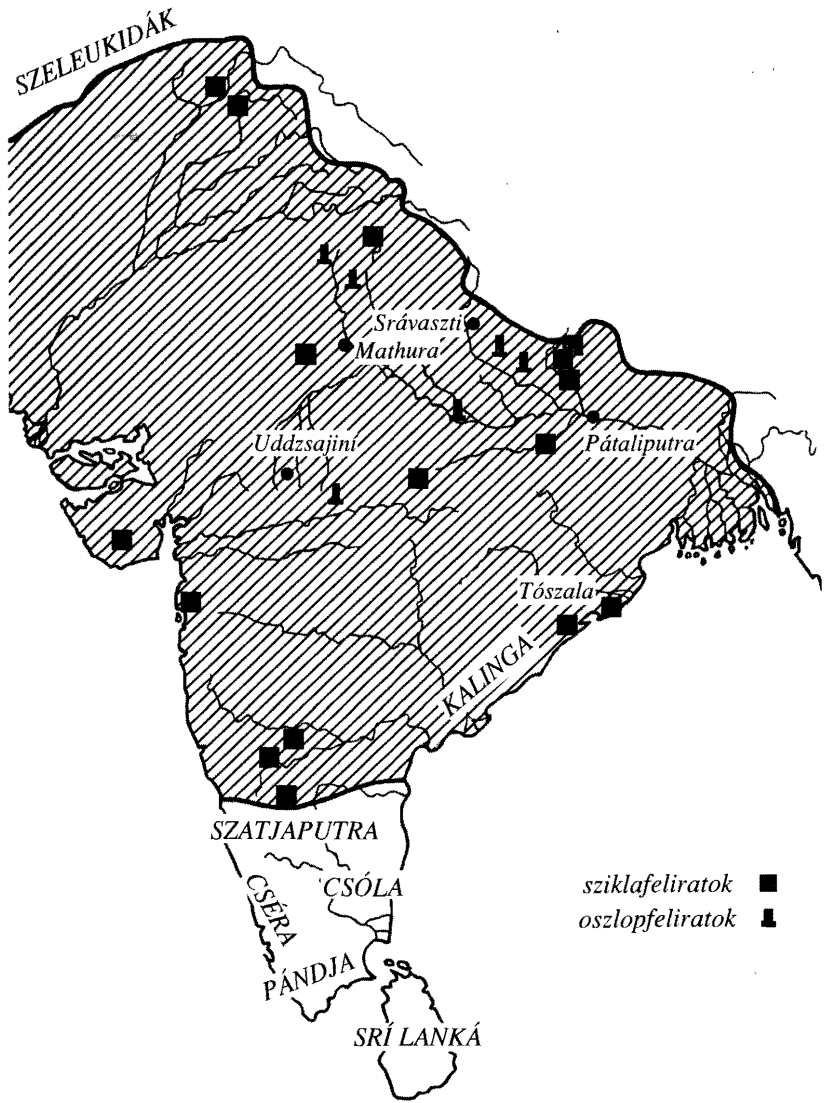 SZELEUKIDÁK
Srávaszti
Mathura
Uddzsajiní
Pátaliputra
Tószala
KALINGA
SZATJAPUTRA
CSÓLA
CSÉRA
PÁNDJA
SRÍ LANKÁ
sziklafeliratok
oszlopfeliratok